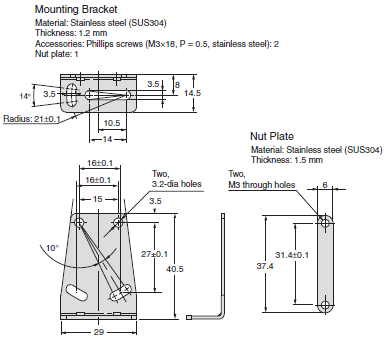 Mounting Bracket
Material: Stainless steel (SUS304)
Thickness: 1.2 mm
Accessories: Phillips screws (M3×18, P = 0.5, stainless steel): 2
Nut plate: 1
14°
3.5
3.5
8
14.5
Radius: 21±0.1
10.5
14
Nut Plate
Material: Stainless steel (SUS304)
Thickness: 1.5 mm
16±0.1
16±0.1
15
Two,
3.2-dia holes
3.5
Two,
M3 through holes
6
10°
27±0.1
40.5
37.4
31.4±0.1
29